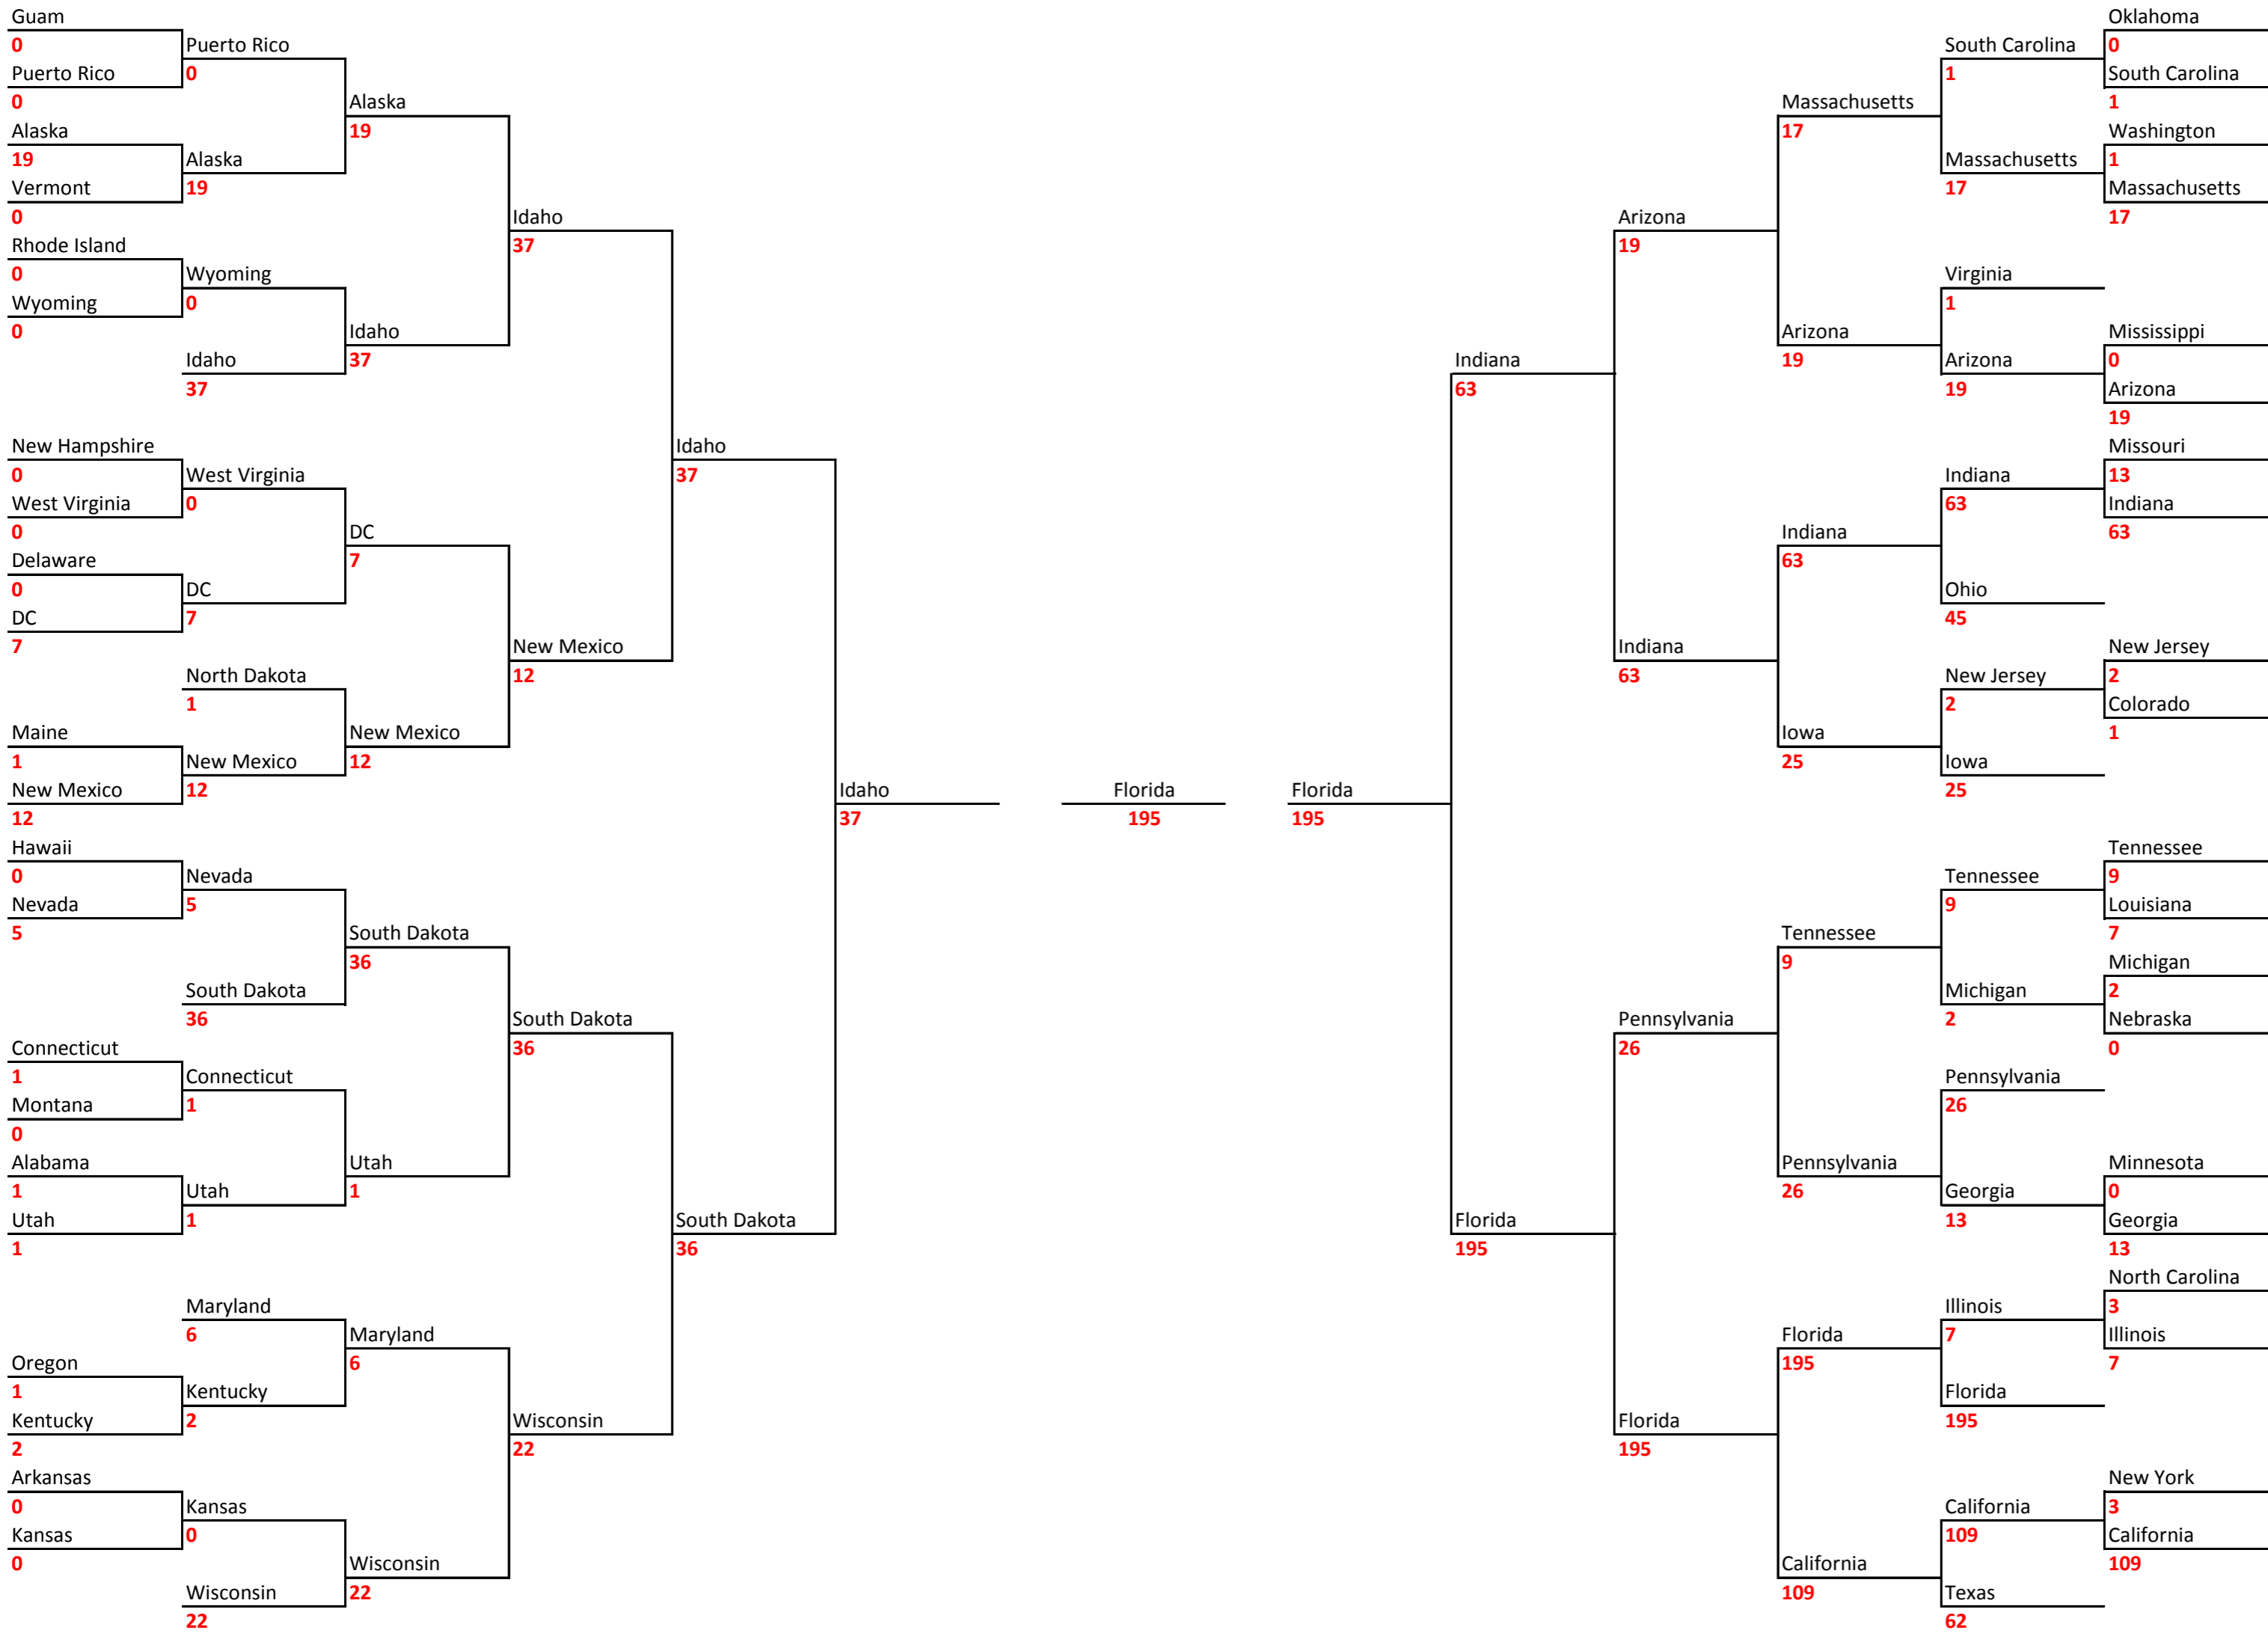 Guam
0
Puerto Rico
0
Alaska
19
Vermont
0
Rhode Island
0
Wyoming
0
New Hampshire
0
West Virginia
0
Delaware
0
DC
7
Maine
1
New Mexico
12
Hawaii
0
Nevada
5
Connecticut
1
Montana
0
Alabama
1
Utah
1
Oregon
1
Kentucky
2
Arkansas
0
Kansas
0
Puerto Rico
0
Alaska
19
Wyoming
0
Idaho
37
West Virginia
0
DC
7
North Dakota
1
New Mexico
12
Nevada
5
South Dakota
36
Connecticut
1
Utah
1
Maryland
6
Kentucky
2
Kansas
0
Wisconsin
22
Alaska
19
Idaho
37
DC
7
New Mexico
12
South Dakota
36
Utah
1
Maryland
6
Wisconsin
22
Idaho
37
New Mexico
12
South Dakota
36
Wisconsin
22
Idaho
37
South Dakota
36
Idaho
37
Florida
195
Florida
195
Indiana
63
Florida
195
Arizona
19
Indiana
63
Pennsylvania
26
Florida
195
Massachusetts
17
Arizona
19
Indiana
63
Iowa
25
Tennessee
9
Pennsylvania
26
Florida
195
California
109
South Carolina
1
Massachusetts
17
Virginia
1
Arizona
19
Indiana
63
Ohio
45
New Jersey
2
Iowa
25
Tennessee
9
Michigan
2
Pennsylvania
26
Georgia
13
Illinois
7
Florida
195
California
109
Texas
62
Oklahoma
0
South Carolina
1
Washington
1
Massachusetts
17
Mississippi
0
Arizona
19
Missouri
13
Indiana
63
New Jersey
2
Colorado
1
Tennessee
9
Louisiana
7
Michigan
2
Nebraska
0
Minnesota
0
Georgia
13
North Carolina
3
Illinois
7
New York
3
California
109